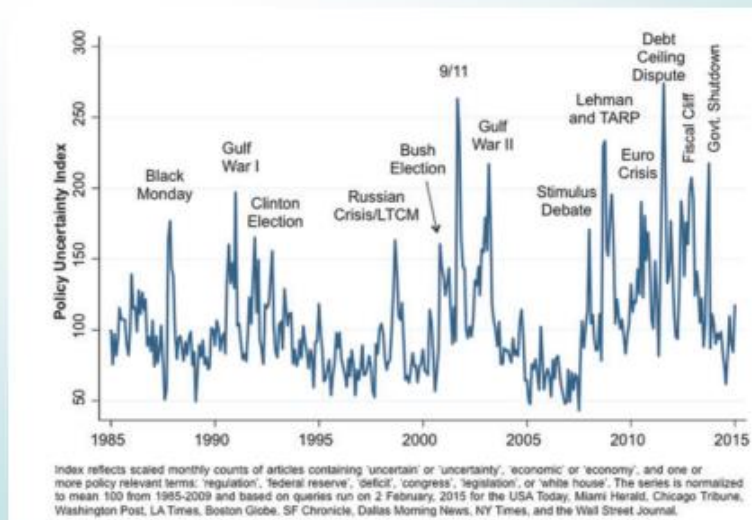 Policy Uncertainty Index
300
250
200
150
100
50
Black
Monday
Gulf
War I
Clinton
Election
Russian
Crisis/LTCM
Bush
Election
9/11
Gulf
War II
Stimulus
Debate
Lehman
and TARP
Euro
Crisis
Debt
Ceiling
Dispute
Fiscal Cliff
Govt. Shutdown
1985
1990
1995
2000
2005
2010
2015
Index reflects scaled monthly counts of articles containing 'uncertain' or 'uncertainty', 'economic' or 'economy', and one or
more policy relevant terms: 'regulation', 'federal reserve', 'deficit', 'congress', 'legislation', or 'white house'. The series is normalized
to mean 100 from 1985-2009 and based on queries run on 2 February, 2015 for the USA Today, Miami Herald, Chicago Tribune,
Washington Post, LA Times, Boston Globe, SF Chronicle, Dallas Morning News, NY Times, and the Wall Street Journal.